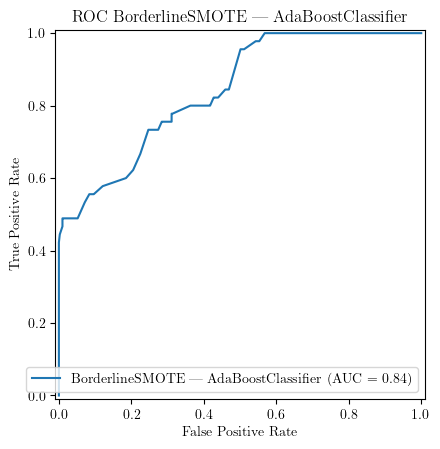 ROC BorderlineSMOTE — AdaBoostClassifier
1.0
0.8
0.6
0.4
0.2
0.0
True Positive Rate
BorderlineSMOTE — AdaBoostClassifier (AUC = 0.84)
0.0 0.2 0.4 0.6 0.8 1.0
False Positive Rate